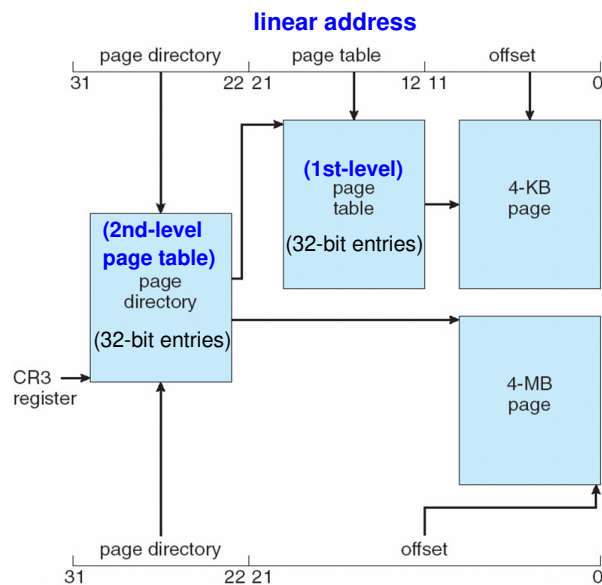 linear address
page directory page table offset
31 22 21 12 11 0
(1st-level)
page
table
(32-bit entries)
4-KB
page
(2nd-level
page table)
page
directory
(32-bit entries)
CR3
register
4-MB
page
page directory offset
31 22 21 0